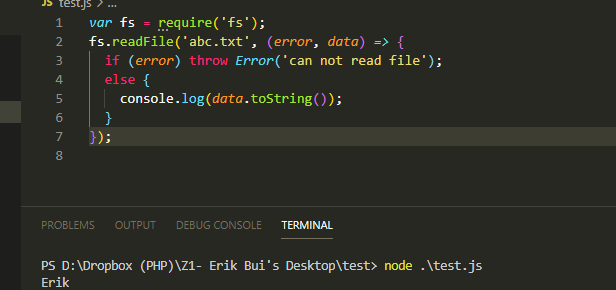 JS test.js > ...
1 var fs = require('fs');
2 fs.readFile('abc.txt', (error, data) => {
3 if (error) throw Error('can not read file');
4 else {
5 console.log(data.toString());
6 }
7 });
8
PROBLEMS OUTPUT DEBUG CONSOLE TERMINAL
PS D:\Dropbox (PHP)\Z1- Erik Bui's Desktop\test> node .\test.js
Erik